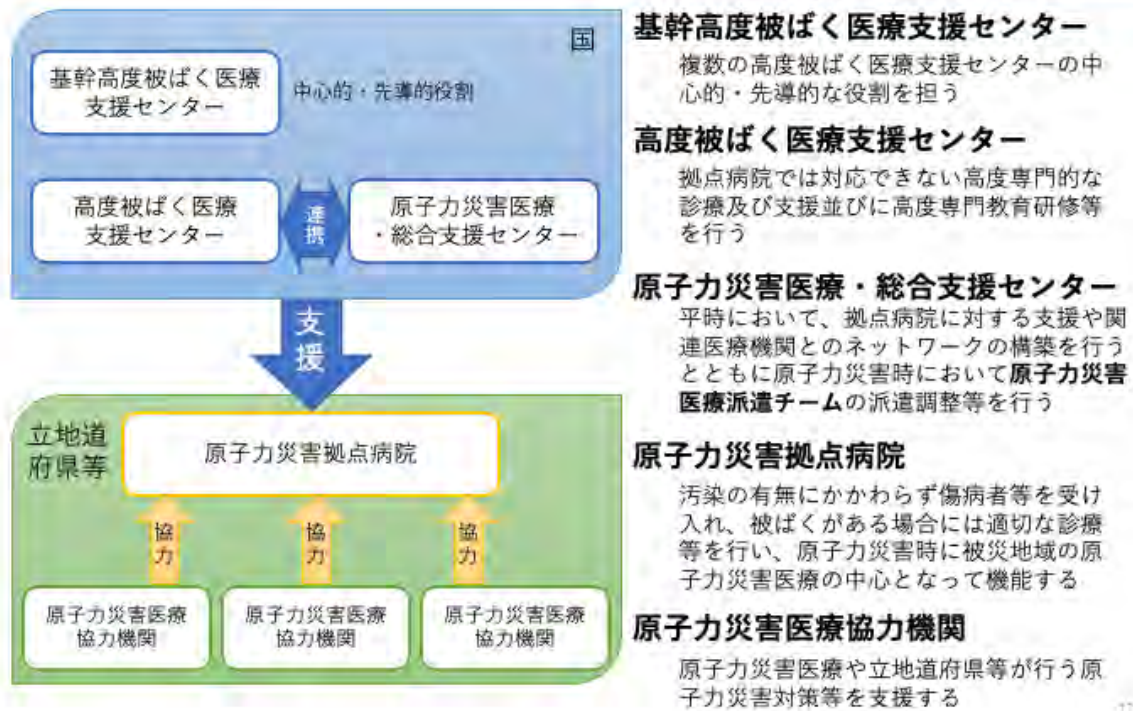 国
基幹高度被ばく医療
支援センター
中心的・先導的役割
高度被ばく医療
支援センター
連携
原子力災害医療
・総合支援センター
支援
立地道
府県等
原子力災害拠点病院
協力
協力
協力
原子力災害医療
協力機関
原子力災害医療
協力機関
原子力災害医療
協力機関
基幹高度被ばく医療支援センター
複数の高度被ばく医療支援センターの中
心的・先導的な役割を担う
高度被ばく医療支援センター
拠点病院では対応できない高度専門的な
診療及び支援並びに高度専門教育研修等
を行う
原子力災害医療・総合支援センター
平時において、拠点病院に対する支援や関
連医療機関とのネットワークの構築を行う
とともに原子力災害時において原子力災害
医療派遣チームの派遣調整等を行う
原子力災害拠点病院
汚染の有無にかかわらず傷病者等を受け
入れ、被ばくがある場合には適切な診療
等を行い、原子力災害時に被災地域の原
子力災害医療の中心となって機能する
原子力災害医療協力機関
原子力災害医療や立地道府県等が行う原
子力災害対策等を支援する